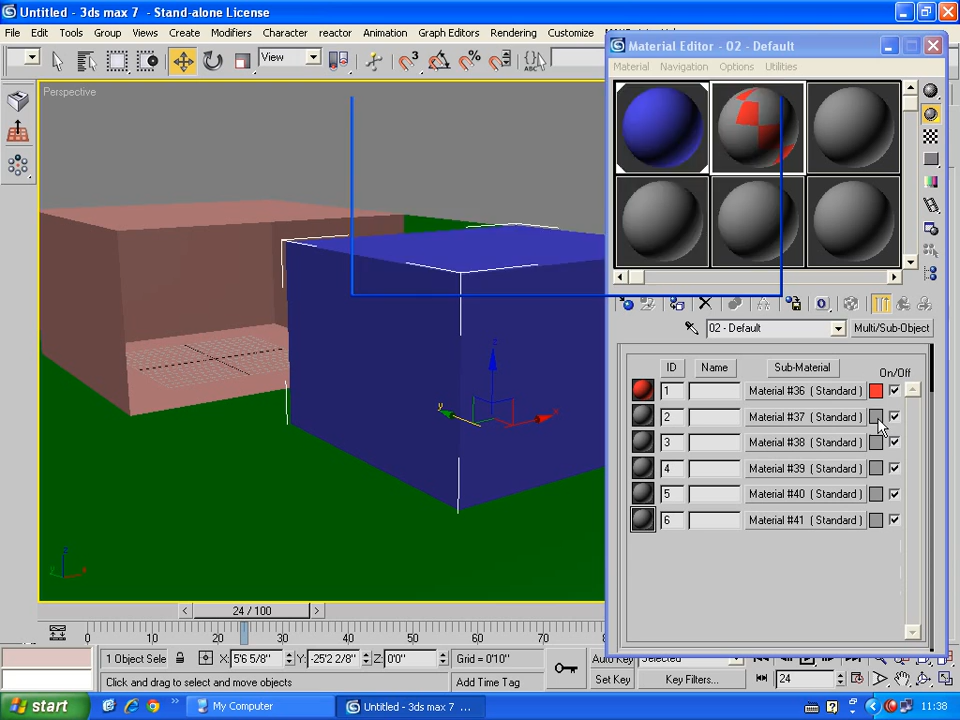 Untitled - 3ds max 7 - Stand-alone License
File Edit Tools Group Views Create Modifiers Character reactor Animation Graph Editors Rendering Customize
View
Material Editor - 02 - Default
Material Navigation Options Utilities
Perspective
02 - Default Multi/Sub-Object
ID Name Sub-Material On/Off
1 Material #36 ( Standard )
2 Material #37 ( Standard )
3 Material #38 ( Standard )
4 Material #39 ( Standard )
5 Material #40 ( Standard )
6 Material #41 ( Standard )
z
y x
z
y x
< 24 / 100 >
0 10 20 30 40 50 60 70
1 Object Sele X: 5'6 5/8" Y: -25'2 2/8" Z: 0'0" Grid = 0'10" Auto Key Selected
Click and drag to select and move objects Add Time Tag Set Key Key Filters... 24
start My Computer Untitled - 3ds max 7 ... 11:38